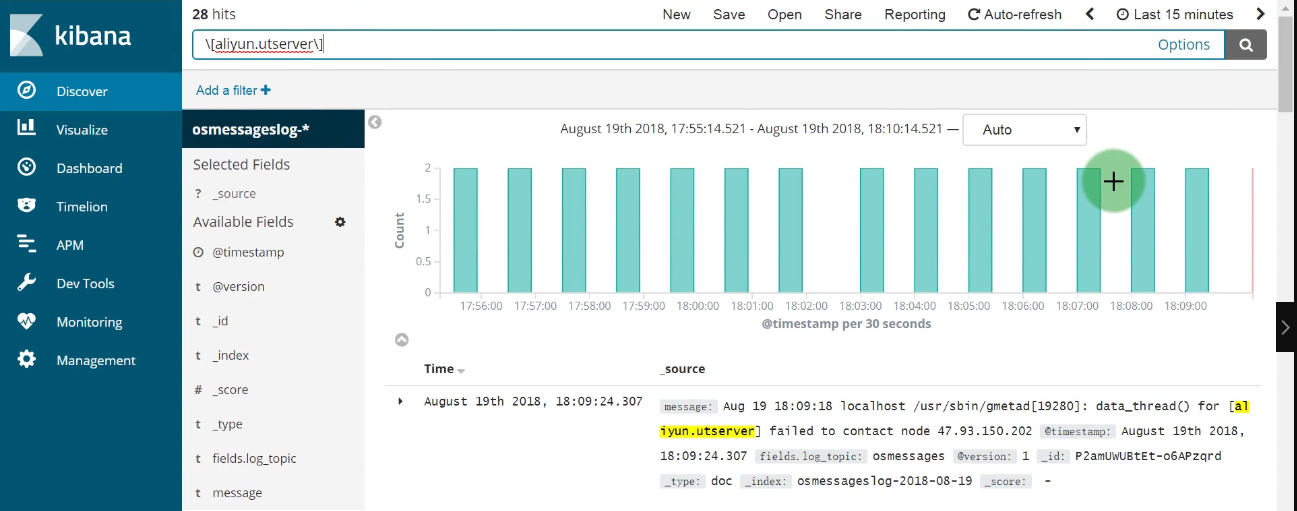 28 hits
New Save Open Share Reporting Auto-refresh Last 15 minutes
kibana
\[aliyun.utserver\]
Options
Add a filter +
Discover
Visualize
Dashboard
Timelion
APM
Dev Tools
Monitoring
Management
osmessageslog-*
Selected Fields
? _source
Available Fields
@timestamp
t @version
t _id
t _index
# _score
t _type
t fields.log_topic
t message
August 19th 2018, 17:55:14.521 - August 19th 2018, 18:10:14.521 — Auto
2
1.5
1
0.5
0
Count
17:56:00 17:57:00 17:58:00 17:59:00 18:00:00 18:01:00 18:02:00 18:03:00 18:04:00 18:05:00 18:06:00 18:07:00 18:08:00 18:09:00
@timestamp per 30 seconds
Time _source
August 19th 2018, 18:09:24.307
message: Aug 19 18:09:18 localhost /usr/sbin/gmetad[19280]: data_thread() for [al
iyun.utserver] failed to contact node 47.93.150.202 @timestamp: August 19th 2018,
18:09:24.307 fields.log_topic: osmessages @version: 1 _id: P2amUWUBtEt-o6APzqrd
_type: doc _index: osmessageslog-2018-08-19 _score: -